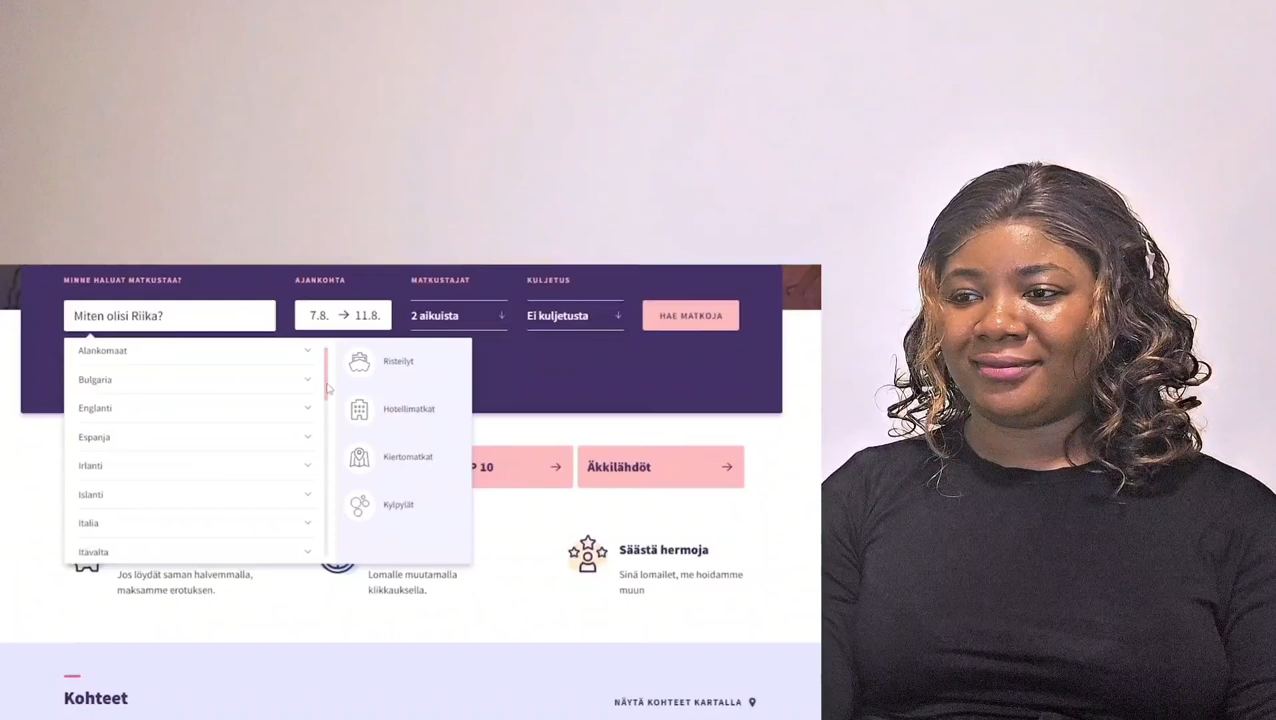 MINNE HALUAT MATKUSTAA?
AJANKOHTA
MATKUSTAJAT
KULJETUS
Miten olisi Riika?
7.8. → 11.8.
2 aikuista
Ei kuljetusta
HAE MATKOJA
Alankomaat
Bulgaria
Englanti
Espanja
Irlanti
Islanti
Italia
Itävalta
Risteilyt
Hotellimatkat
Kiertomatkat
Kylpylät
10
Äkkilähdöt
Jos löydät saman halvemmalla,
maksamme erotuksen.
Lomalle muutamalla
klikkauksella.
Säästä hermoja
Sinä lomailet, me hoidamme
muun
Kohteet
NÄYTÄ KOHTEET KARTALLA